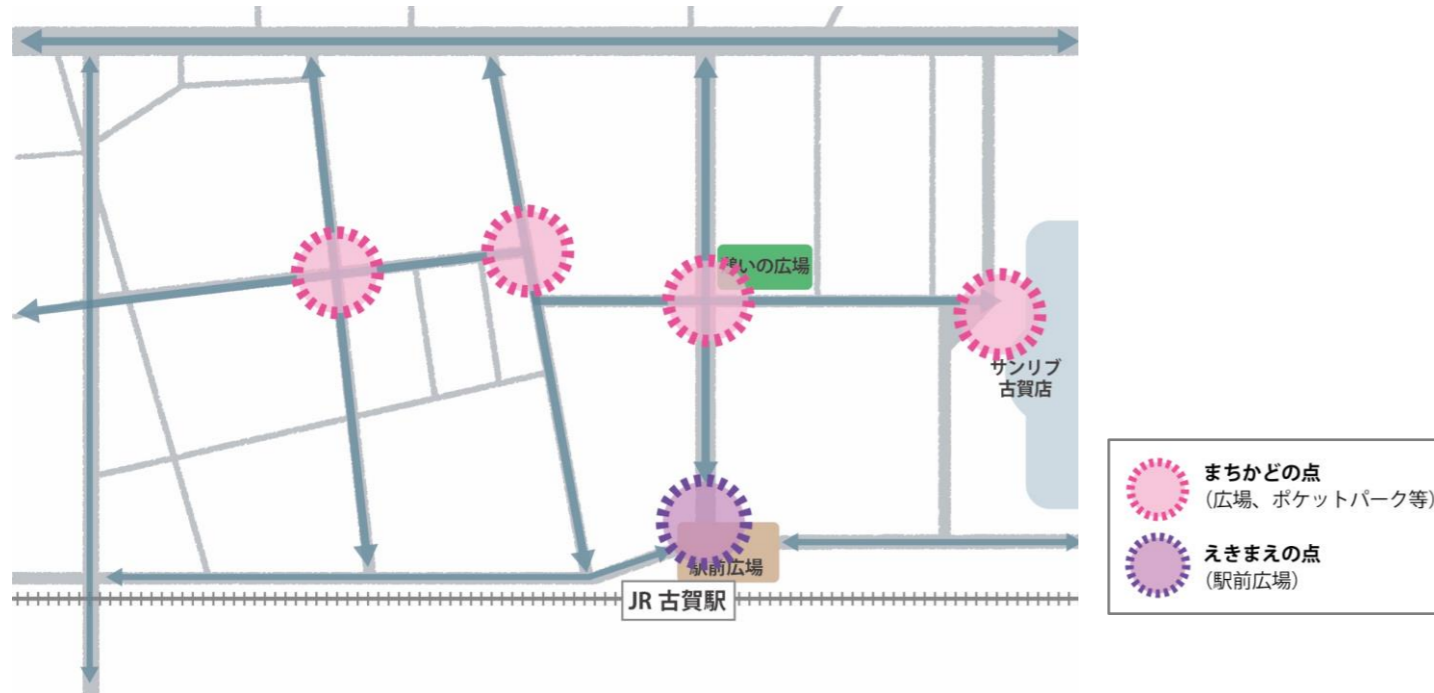 いの広場
サンリブ
古賀店
駅前広場
JR 古賀駅
まちかどの点
（広場、ポケットパーク等）
えきまえの点
（駅前広場）